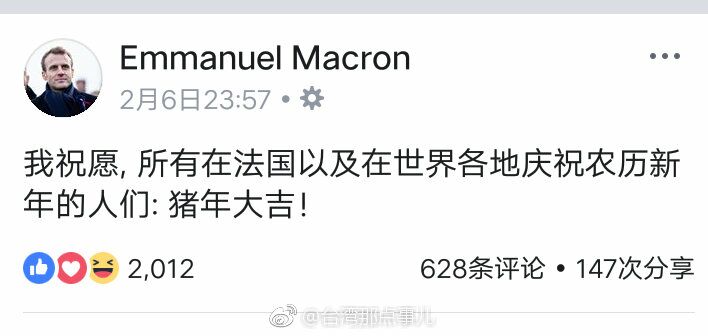 Emmanuel Macron
2月6日23:57
我祝愿, 所有在法国以及在世界各地庆祝农历新
年的人们: 猪年大吉!
2,012
628条评论 • 147次分享
@台湾那点事儿